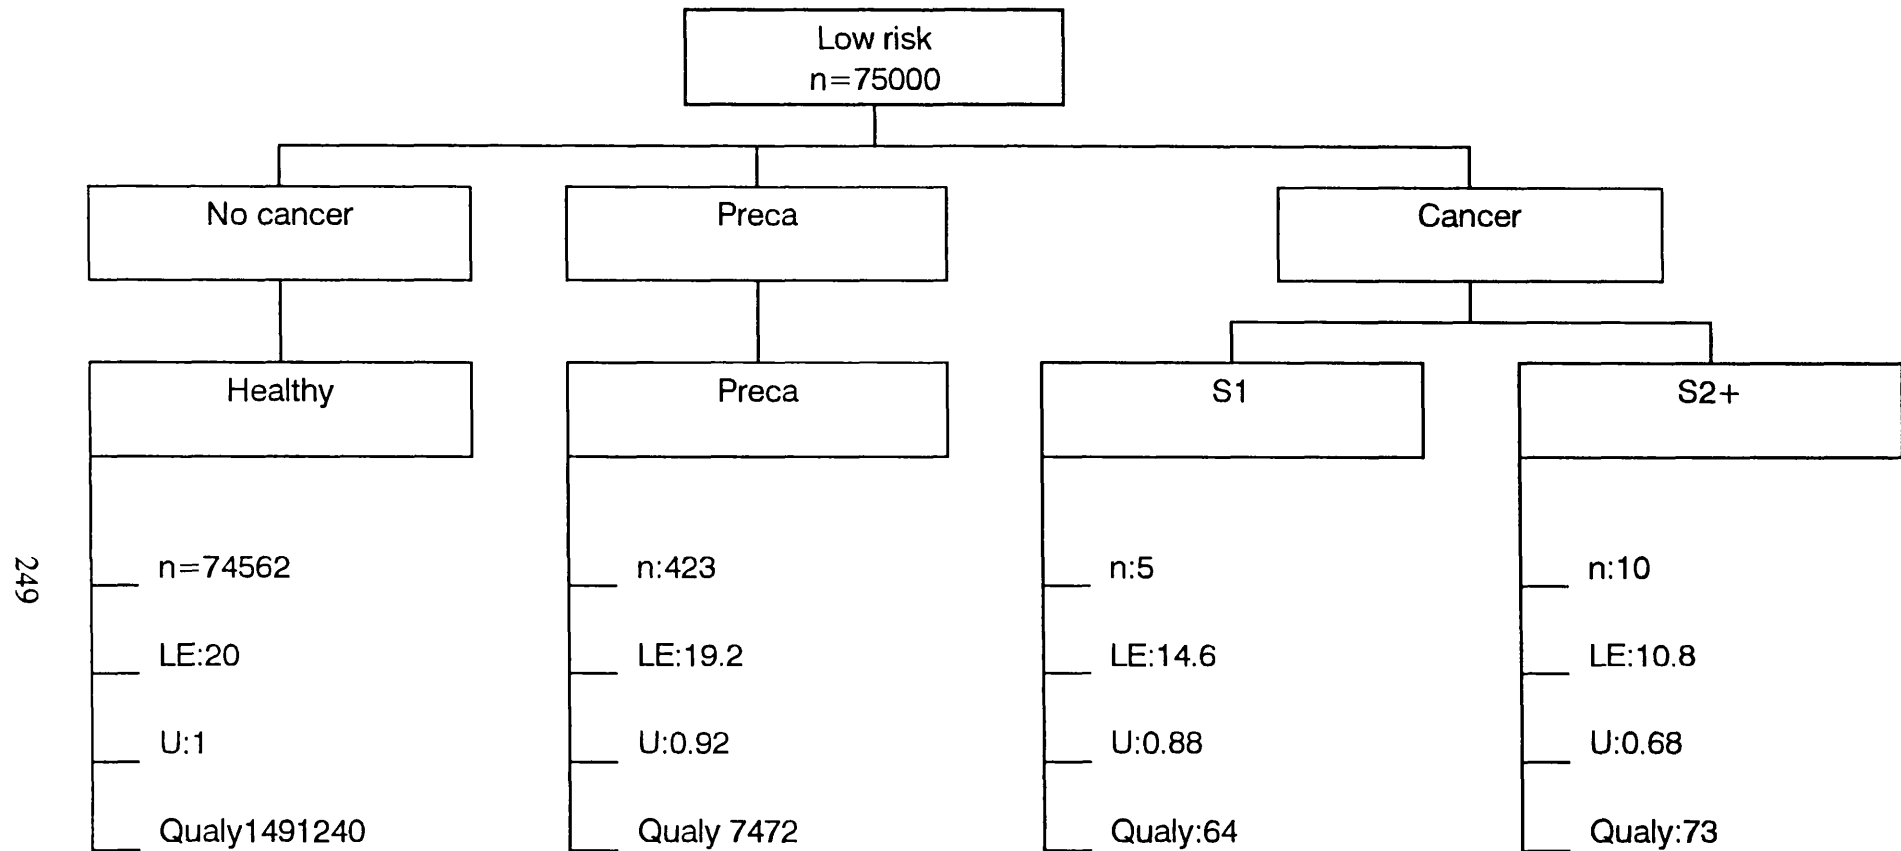 Low risk
n=75000
No cancer
Preca
Cancer
Healthy
Preca
S1
S2+
n=74562
n:423
n:5
n:10
LE:20
LE:19.2
LE:14.6
LE:10.8
U:1
U:0.92
U:0.88
U:0.68
Qualy1491240
Qualy 7472
Qualy:64
Qualy:73
249